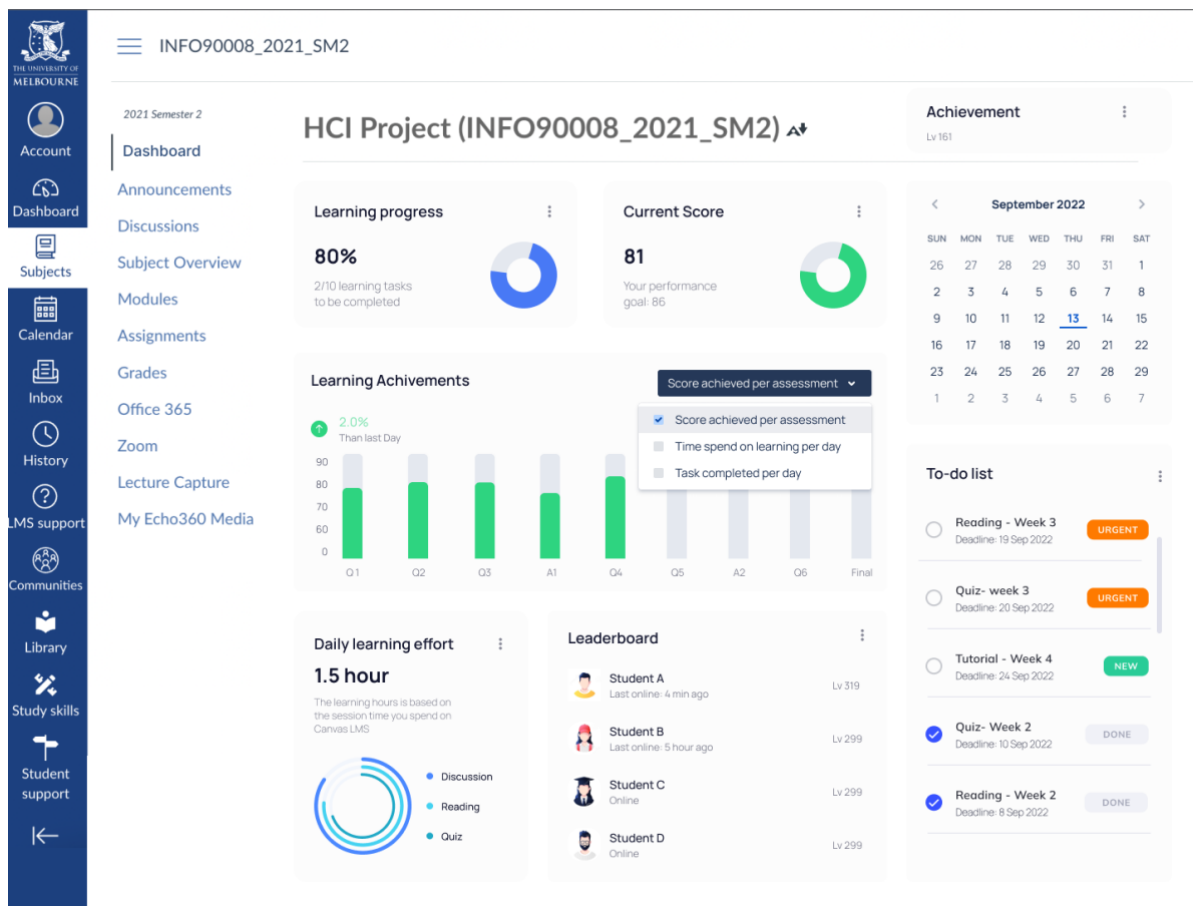 THE UNIVERSITY OF
MELBOURNE
Account
Dashboard
Subjects
Calendar
Inbox
History
LMS support
Communities
Library
Study skills
Student
support
INFO90008_2021_SM2
2021 Semester 2
Dashboard
Announcements
Discussions
Subject Overview
Modules
Assignments
Grades
Office 365
Zoom
Lecture Capture
My Echo360 Media
HCI Project (INFO90008_2021_SM2)
Learning progress
80%
2/10 learning tasks
to be completed
Current Score
81
Your performance
goal: 86
Learning Achivements
Score achieved per assessment
Score achieved per assessment
Time spend on learning per day
Task completed per day
2.0%
Than last Day
90
80
70
60
0
Q1 Q2 Q3 A1 Q4 Q5 A2 Q6 Final
Daily learning effort
1.5 hour
The learning hours is based on
the session time you spend on
Canvas LMS
Discussion
Reading
Quiz
Leaderboard
Student A
Last online: 4 min ago
Lv 319
Student B
Last online: 5 hour ago
Lv 299
Student C
Online
Lv 299
Student D
Online
Lv 299
Achievement
Lv 161
September 2022
SUN MON TUE WED THU FRI SAT
26 27 28 29 30 31 1
2 3 4 5 6 7 8
9 10 11 12 13 14 15
16 17 18 19 20 21 22
23 24 25 26 27 28 29
1 2 3 4 5 6 7
To-do list
Reading - Week 3
Deadline: 19 Sep 2022
URGENT
Quiz- week 3
Deadline: 20 Sep 2022
URGENT
Tutorial - Week 4
Deadline: 24 Sep 2022
NEW
Quiz- Week 2
Deadline: 10 Sep 2022
DONE
Reading - Week 2
Deadline: 8 Sep 2022
DONE